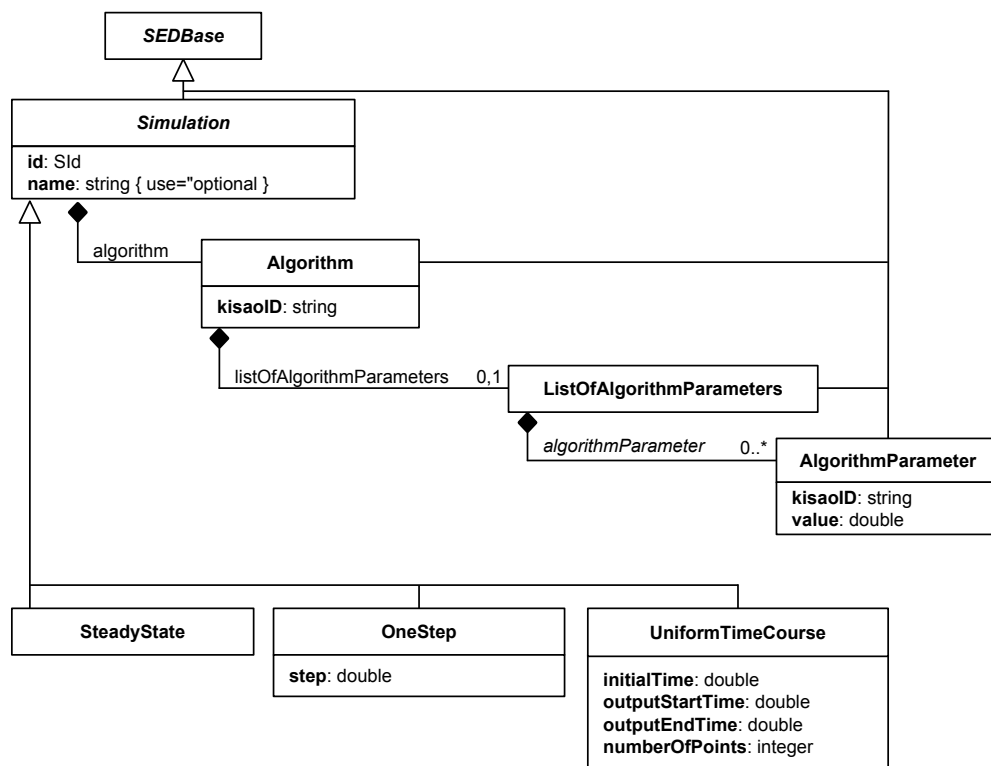 SEDBase
Simulation
id: SId
name: string { use="optional }
algorithm
Algorithm
kisaoID: string
listOfAlgorithmParameters 0,1
ListOfAlgorithmParameters
algorithmParameter 0..*
AlgorithmParameter
kisaoID: string
value: double
SteadyState
OneStep
step: double
UniformTimeCourse
initialTime: double
outputStartTime: double
outputEndTime: double
numberOfPoints: integer